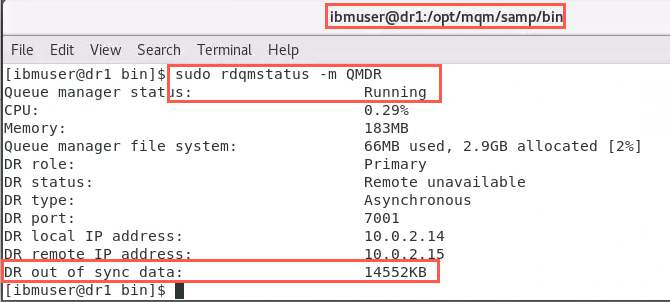 ibmuser@dr1:/opt/mqm/samp/bin
File Edit View Search Terminal Help
[ibmuser@dr1 bin]$ sudo rdqmstatus -m QMDR
Queue manager status: Running
CPU: 0.29%
Memory: 183MB
Queue manager file system: 66MB used, 2.9GB allocated [2%]
DR role: Primary
DR status: Remote unavailable
DR type: Asynchronous
DR port: 7001
DR local IP address: 10.0.2.14
DR remote IP address: 10.0.2.15
DR out of sync data: 14552KB
[ibmuser@dr1 bin]$